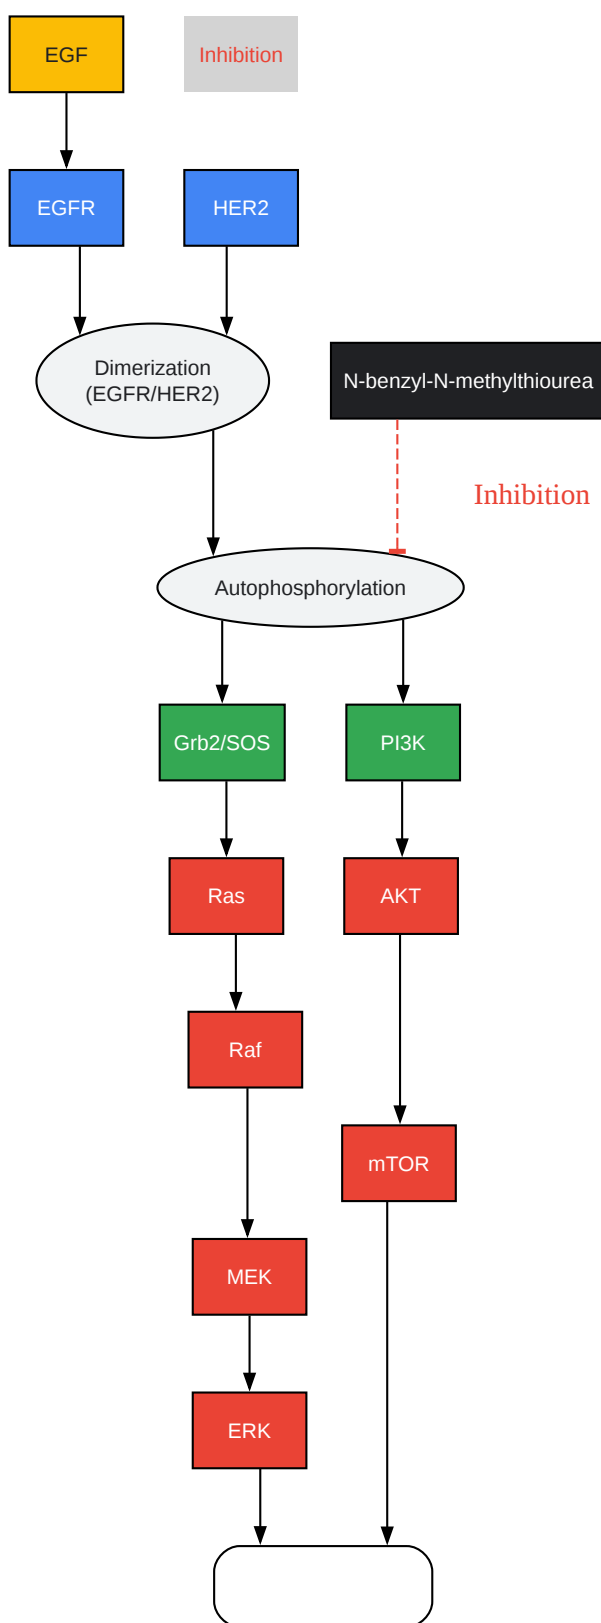 EGF
Inhibition
EGFR
HER2
Dimerization
(EGFR/HER2)
N-benzyl-N-methylthiourea
Inhibition
Autophosphorylation
Grb2/SOS
PI3K
Ras
AKT
Raf
mTOR
MEK
ERK